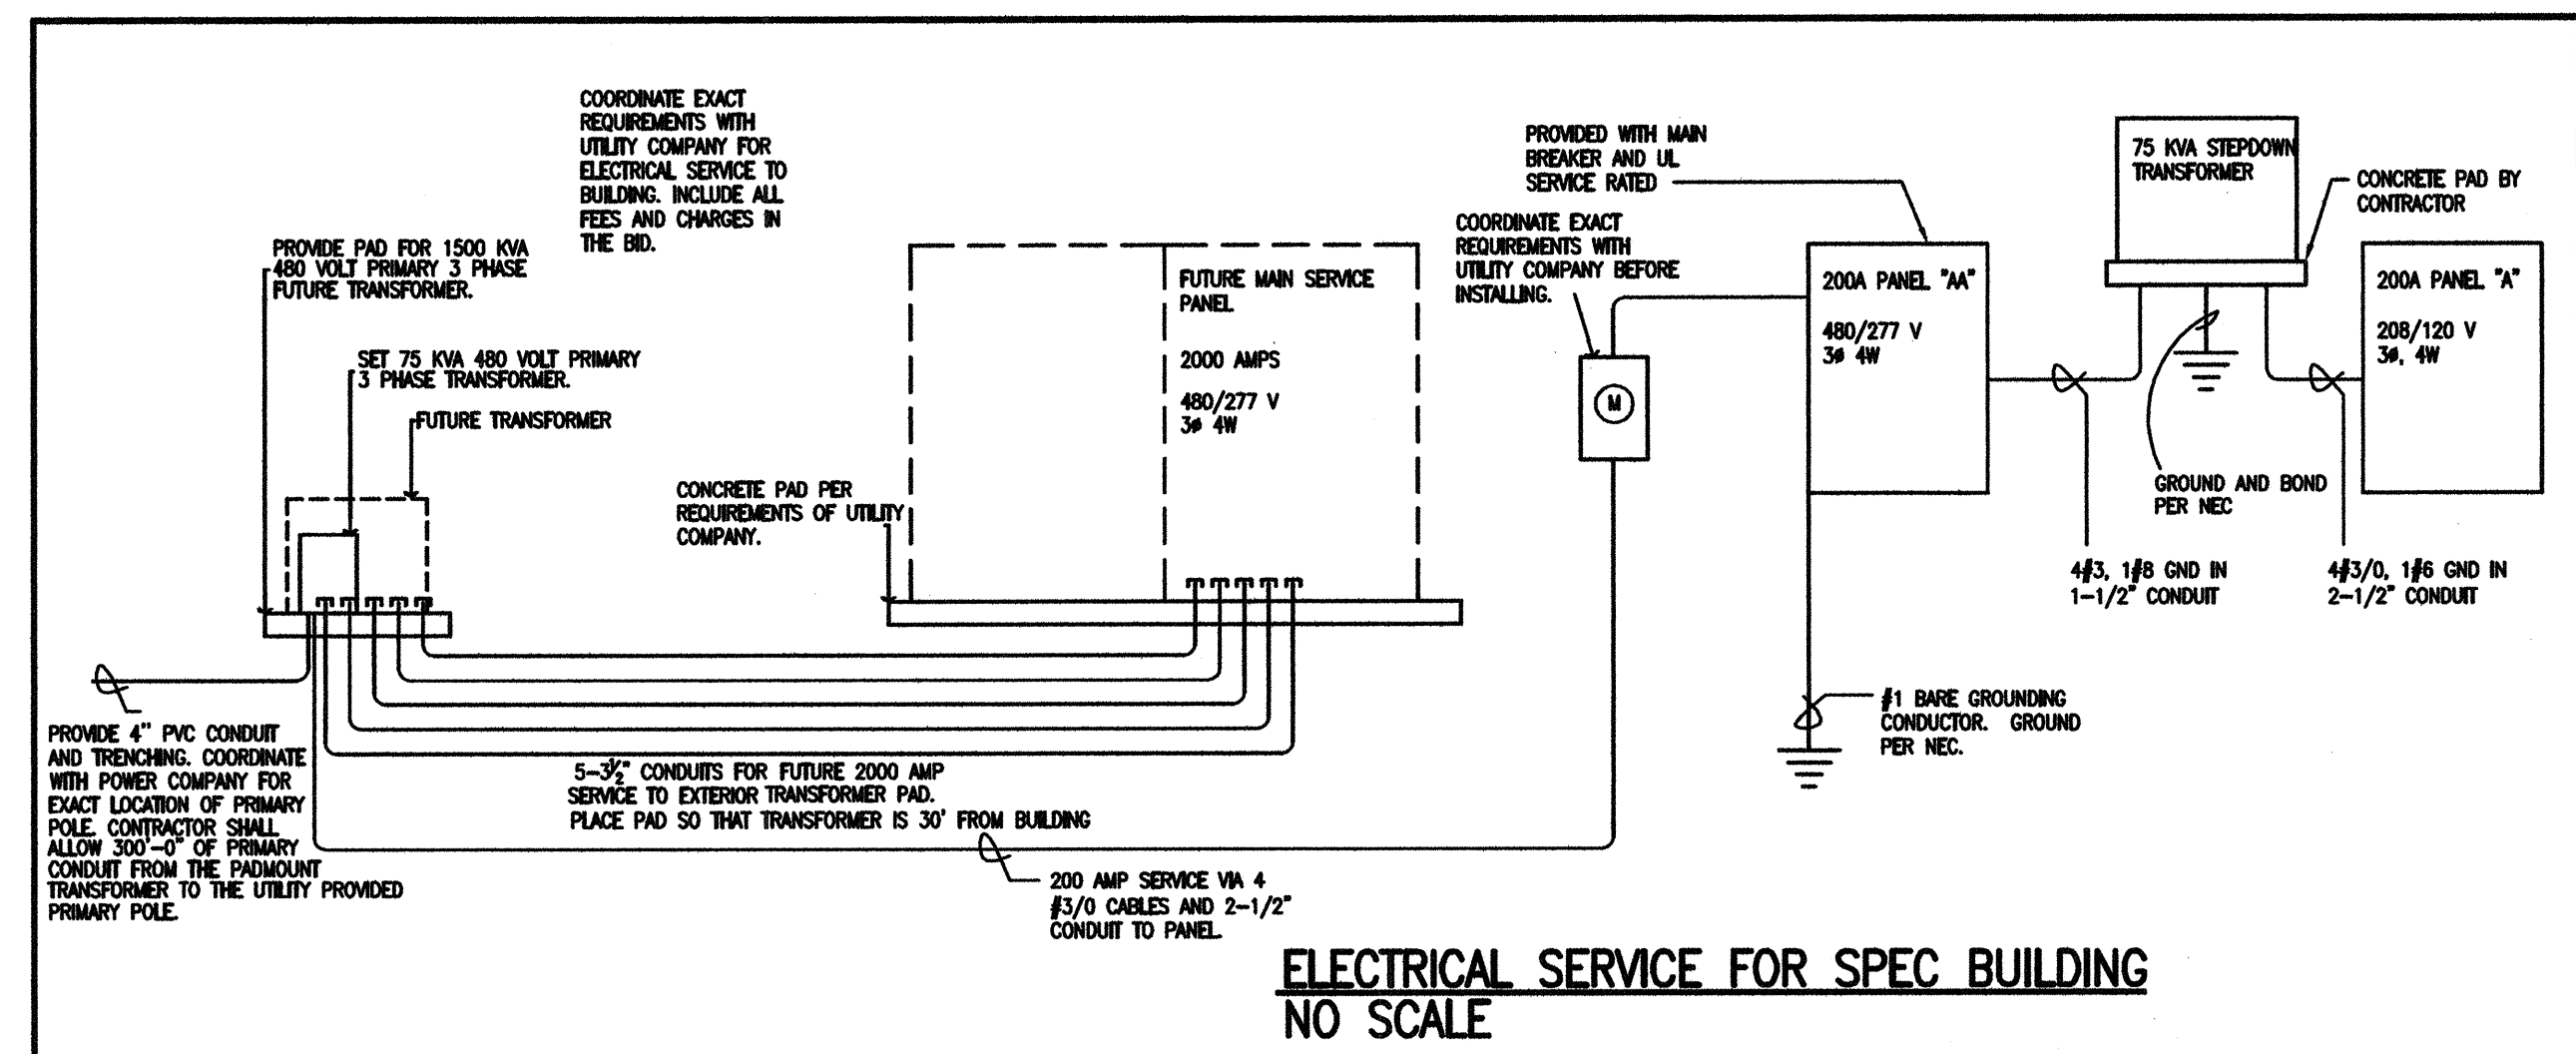 COORDINATE EXACT
REQUIREMENTS WITH
UTILITY COMPANY FOR
ELECTRICAL SERVICE TO
BUILDING. INCLUDE ALL
FEES AND CHARGES IN
THE BID.
PROVIDE PAD FOR 1500 KVA
480 VOLT PRIMARY 3 PHASE
FUTURE TRANSFORMER.
SET 75 KVA 480 VOLT PRIMARY
3 PHASE TRANSFORMER.
FUTURE TRANSFORMER
CONCRETE PAD PER
REQUIREMENTS OF UTILITY
COMPANY.
FUTURE MAIN SERVICE
PANEL
2000 AMPS
480/277 V
3ø 4W
PROVIDED WITH MAIN
BREAKER AND UL
SERVICE RATED
COORDINATE EXACT
REQUIREMENTS WITH
UTILITY COMPANY BEFORE
INSTALLING.
M
200A PANEL "AA"
480/277 V
3ø 4W
75 KVA STEPDOWN
TRANSFORMER
CONCRETE PAD BY
CONTRACTOR
200A PANEL "A"
208/120 V
3ø, 4W
GROUND AND BOND
PER NEC
4#3, 1#8 GND IN
1-1/2" CONDUIT
4#3/0, 1#6 GND IN
2-1/2" CONDUIT
#1 BARE GROUNDING
CONDUCTOR. GROUND
PER NEC.
PROVIDE 4" PVC CONDUIT
AND TRENCHING. COORDINATE
WITH POWER COMPANY FOR
EXACT LOCATION OF PRIMARY
POLE. CONTRACTOR SHALL
ALLOW 300'-0" OF PRIMARY
CONDUIT FROM THE PADMOUNT
TRANSFORMER TO THE UTILITY PROVIDED
PRIMARY POLE.
5-3½" CONDUITS FOR FUTURE 2000 AMP
SERVICE TO EXTERIOR TRANSFORMER PAD.
PLACE PAD SO THAT TRANSFORMER IS 30' FROM BUILDING
200 AMP SERVICE VIA 4
#3/0 CABLES AND 2-1/2"
CONDUIT TO PANEL.
ELECTRICAL SERVICE FOR SPEC BUILDING
NO SCALE